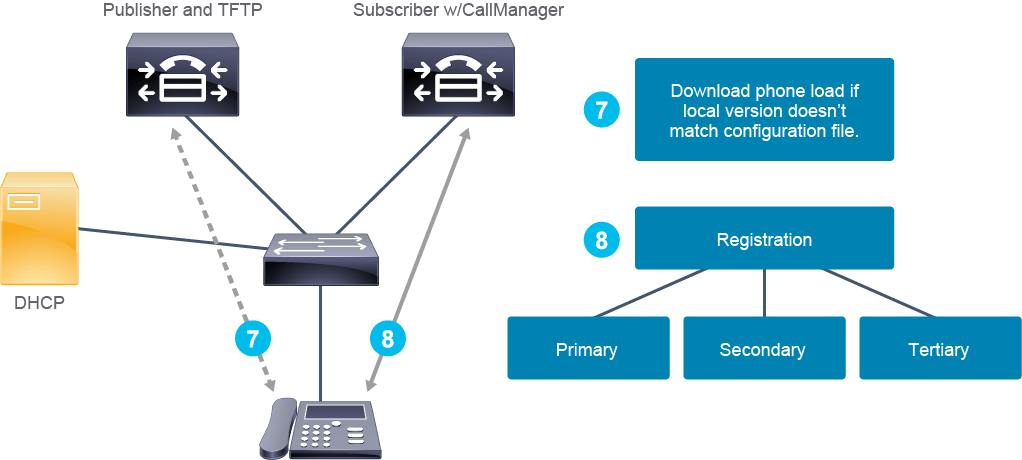 Publisher and TFTP
Subscriber w/CallManager
DHCP
7
8
7
Download phone load if
local version doesn’t
match configuration file.
8
Registration
Primary
Secondary
Tertiary